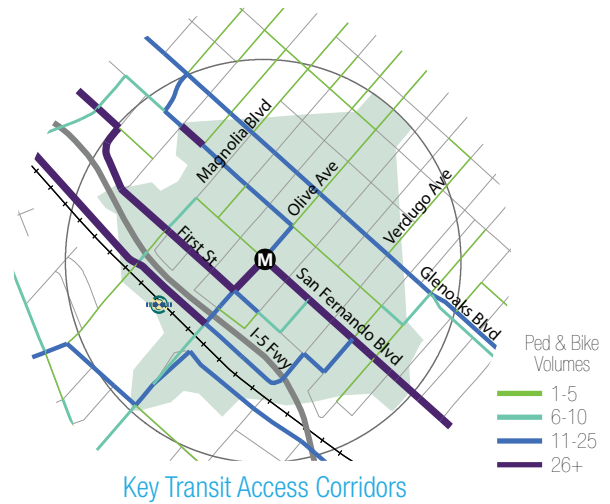 Magnolia Blvd
Olive Ave
Verdugo Ave
First St
M
San Fernando Blvd
Glenoaks Blvd
I-5 Fwy
Ped & Bike
Volumes
1-5
6-10
11-25
26+
Key Transit Access Corridors